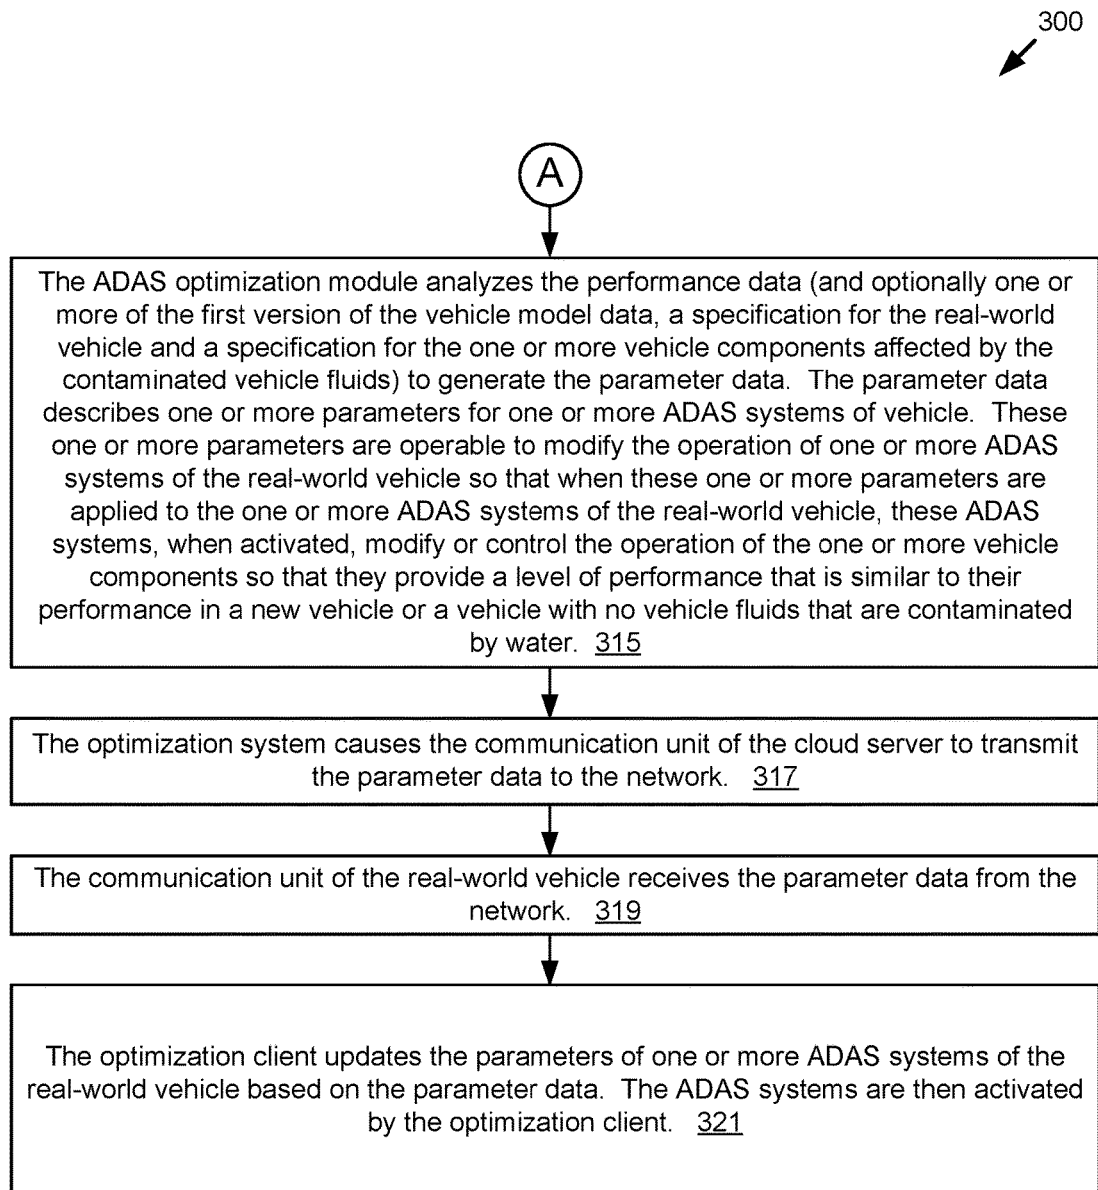 300
A
The ADAS optimization module analyzes the performance data (and optionally one or
more of the first version of the vehicle model data, a specification for the real-world
vehicle and a specification for the one or more vehicle components affected by the
contaminated vehicle fluids) to generate the parameter data. The parameter data
describes one or more parameters for one or more ADAS systems of vehicle. These
one or more parameters are operable to modify the operation of one or more ADAS
systems of the real-world vehicle so that when these one or more parameters are
applied to the one or more ADAS systems of the real-world vehicle, these ADAS
systems, when activated, modify or control the operation of the one or more vehicle
components so that they provide a level of performance that is similar to their
performance in a new vehicle or a vehicle with no vehicle fluids that are contaminated
by water. 315
The optimization system causes the communication unit of the cloud server to transmit
the parameter data to the network. 317
The communication unit of the real-world vehicle receives the parameter data from the
network. 319
The optimization client updates the parameters of one or more ADAS systems of the
real-world vehicle based on the parameter data. The ADAS systems are then activated
by the optimization client. 321